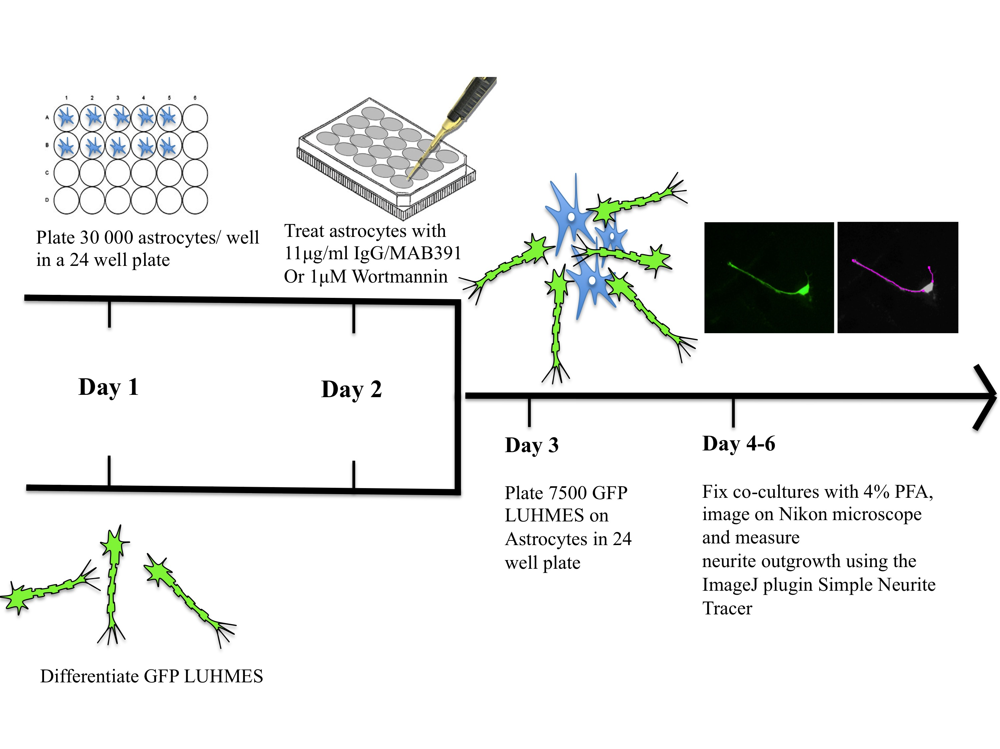 1 2 3 4 5 6
A
B
C
D
Plate 30 000 astrocytes/ well
in a 24 well plate
Treat astrocytes with
11µg/ml IgG/MAB391
Or 1µM Wortmannin
Day 1
Day 2
Differentiate GFP LUHMES
Day 3
Plate 7500 GFP
LUHMES on
Astrocytes in 24
well plate
Day 4-6
Fix co-cultures with 4% PFA,
image on Nikon microscope
and measure
neurite outgrowth using the
ImageJ plugin Simple Neurite
Tracer